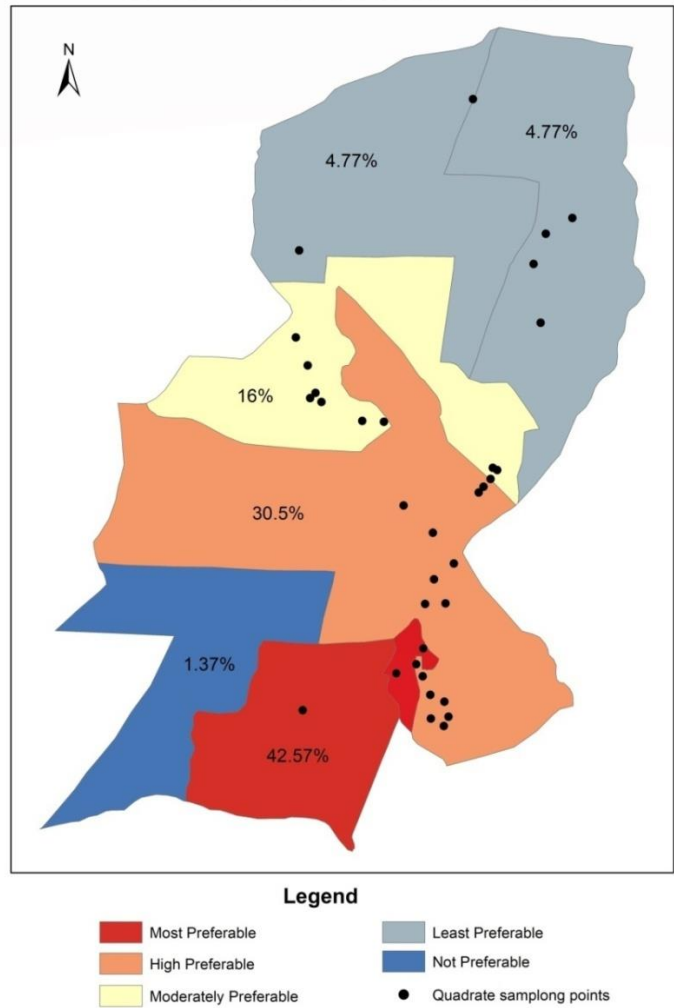 N
4.77%
4.77%
16%
30.5%
1.37%
42.57%
Legend
Most Preferable
High Preferable
Moderately Preferable
Least Preferable
Not Preferable
Quadrate samplong points